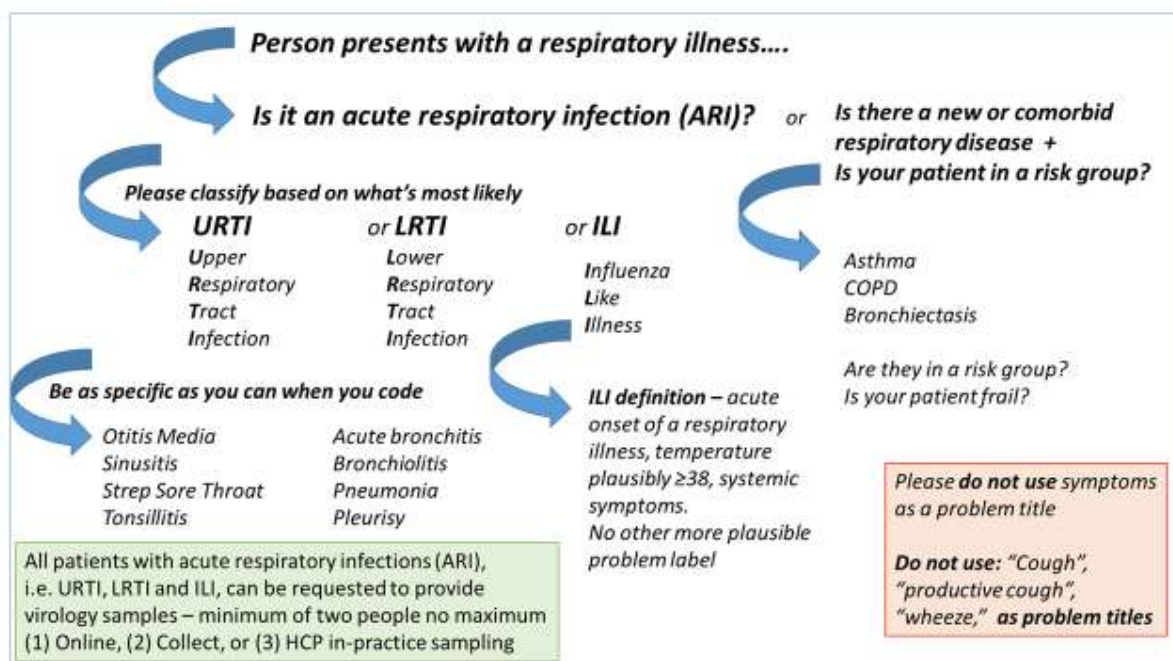 Person presents with a respiratory illness....
Is it an acute respiratory infection (ARI)? or
Is there a new or comorbid
respiratory disease +
Is your patient in a risk group?
Please classify based on what's most likely
URTI or LRTI or ILI
Upper
Respiratory
Tract
Infection
Lower
Respiratory
Tract
Infection
Influenza
Like
Illness
Asthma
COPD
Bronchiectasis
Are they in a risk group?
Is your patient frail?
Be as specific as you can when you code
Otitis Media
Sinusitis
Strep Sore Throat
Tonsillitis
Acute bronchitis
Bronchiolitis
Pneumonia
Pleurisy
ILI definition – acute
onset of a respiratory
illness, temperature
plausibly ≥38, systemic
symptoms.
No other more plausible
problem label
Please do not use symptoms
as a problem title
Do not use: "Cough",
"productive cough",
"wheeze," as problem titles
All patients with acute respiratory infections (ARI),
i.e. URTI, LRTI and ILI, can be requested to provide
virology samples – minimum of two people no maximum
(1) Online, (2) Collect, or (3) HCP in-practice sampling